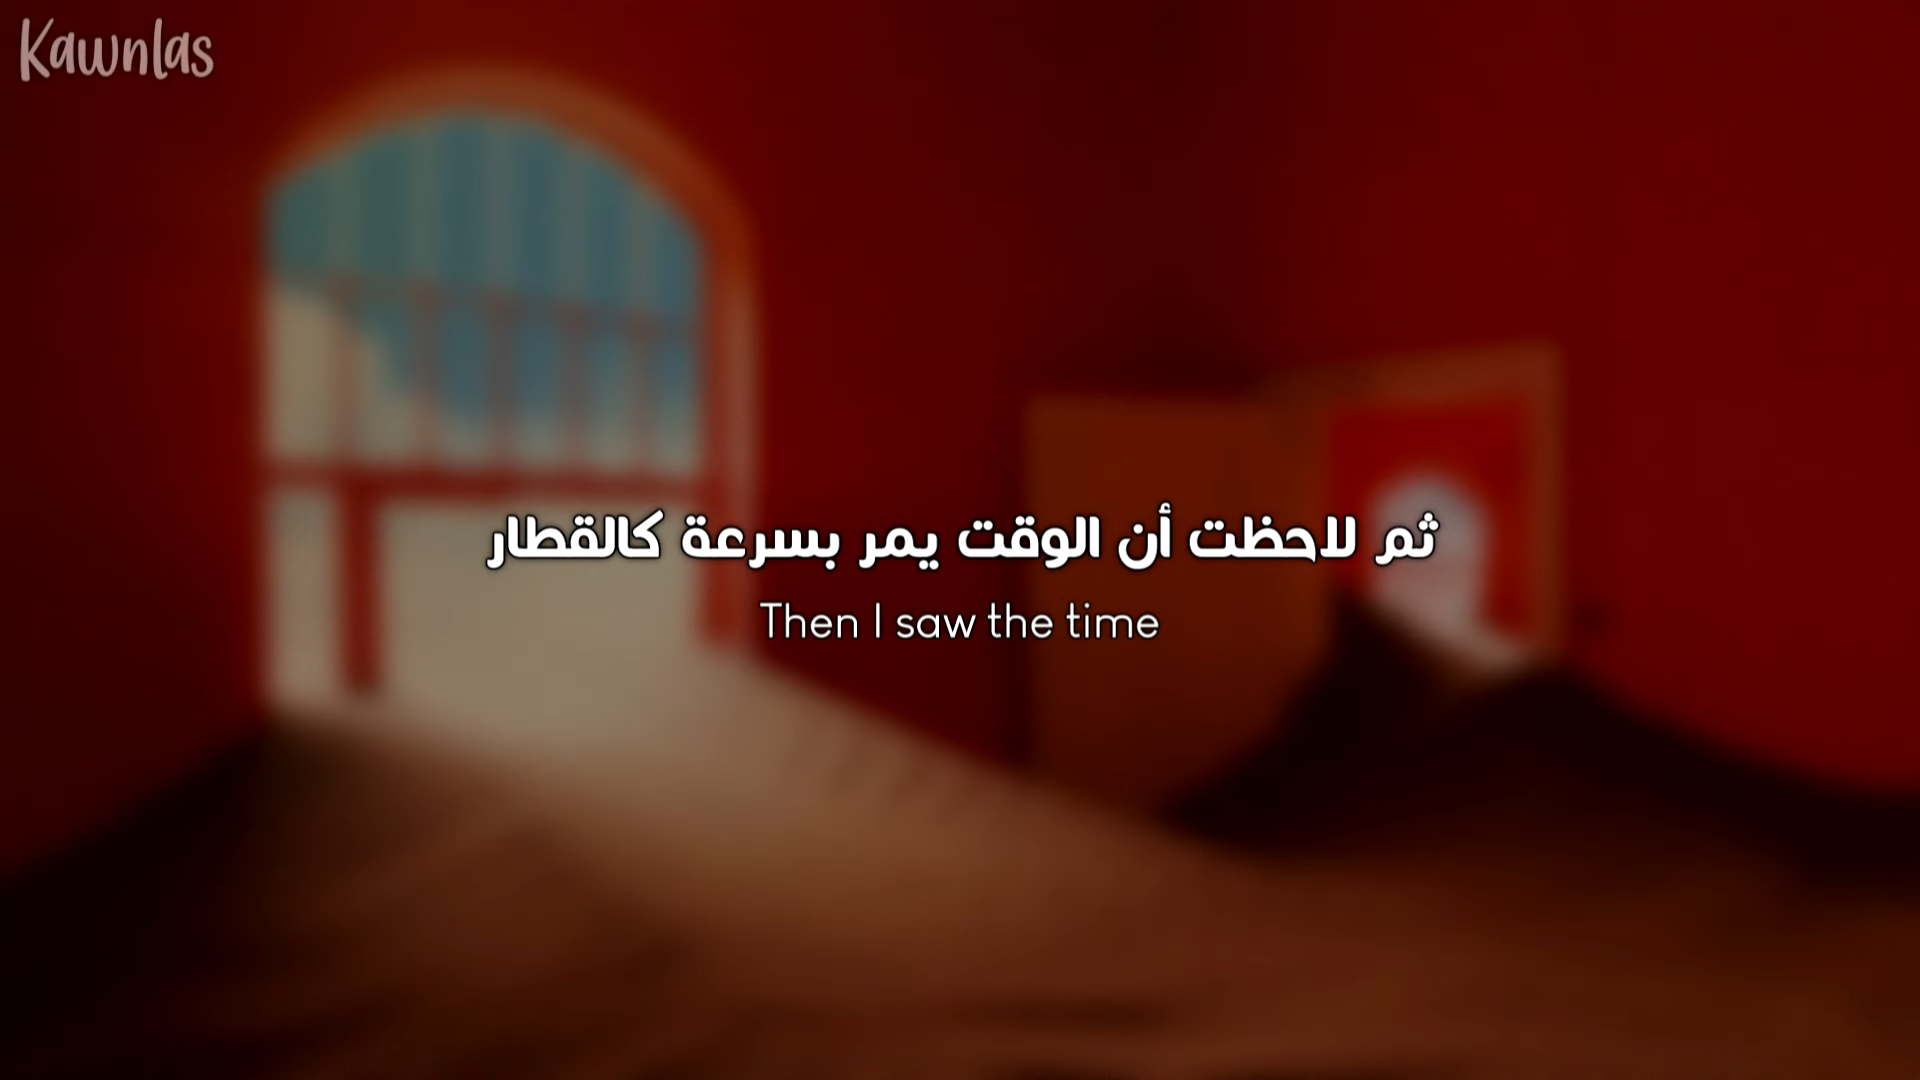 Kawnlas
ثم لاحظت أن الوقت يمر بسرعة كالقطار
Then I saw the time